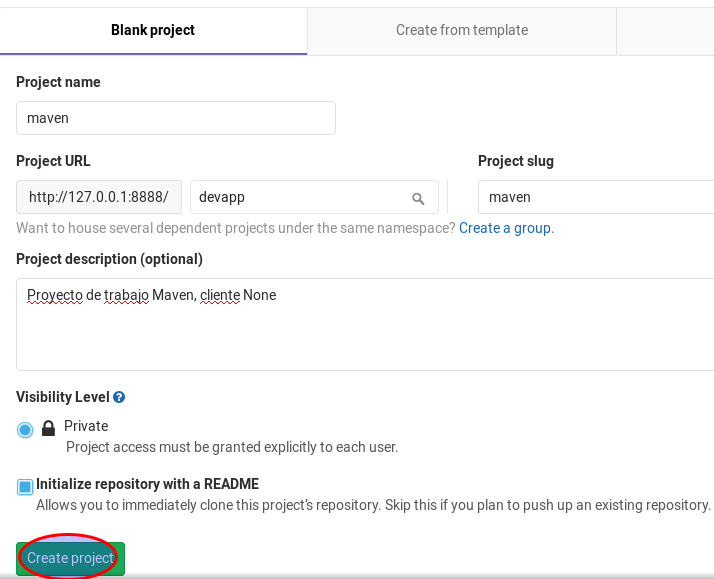 Blank project
Create from template
Project name
maven
Project URL
Project slug
http://127.0.0.1:8888/
devapp
maven
Want to house several dependent projects under the same namespace? Create a group.
Project description (optional)
Proyecto de trabajo Maven, cliente None
Visibility Level ?
Private
Project access must be granted explicitly to each user.
Initialize repository with a README
Allows you to immediately clone this project's repository. Skip this if you plan to push up an existing repository.
Create project